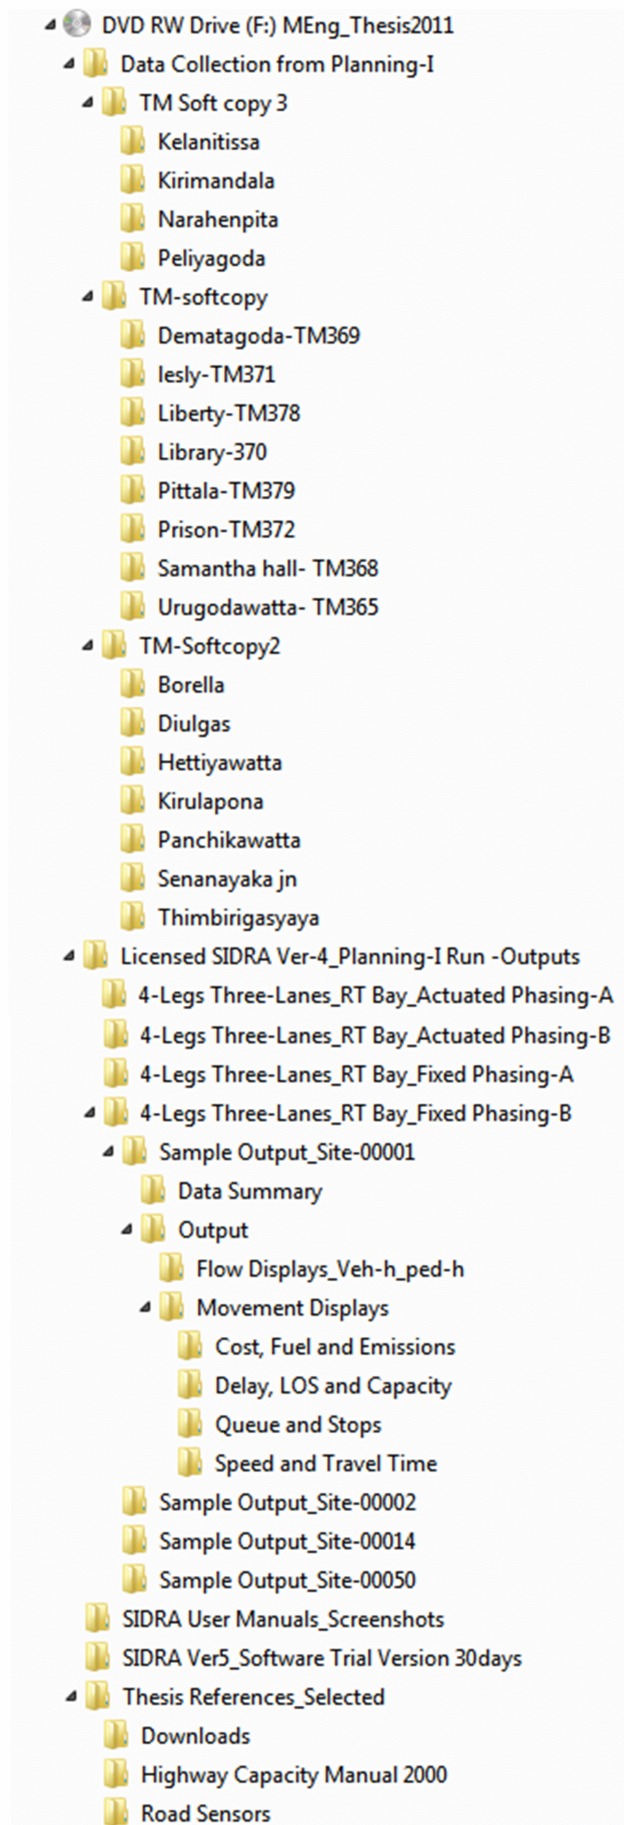 DVD RW Drive (F:) MEng_Thesis2011
Data Collection from Planning-I
TM Soft copy 3
Kelanitissa
Kirimandala
Narahenpita
Peliyagoda
TM-softcopy
Dematagoda-TM369
lesly-TM371
Liberty-TM378
Library-370
Pittala-TM379
Prison-TM372
Samantha hall- TM368
Urugodawatta- TM365
TM-Softcopy2
Borella
Diulgas
Hettiyawatta
Kirulapona
Panchikawatta
Senanayaka jn
Thimbirigasyaya
Licensed SIDRA Ver-4_Planning-I Run -Outputs
4-Legs Three-Lanes_RT Bay_Actuated Phasing-A
4-Legs Three-Lanes_RT Bay_Actuated Phasing-B
4-Legs Three-Lanes_RT Bay_Fixed Phasing-A
4-Legs Three-Lanes_RT Bay_Fixed Phasing-B
Sample Output_Site-00001
Data Summary
Output
Flow Displays_Veh-h_ped-h
Movement Displays
Cost, Fuel and Emissions
Delay, LOS and Capacity
Queue and Stops
Speed and Travel Time
Sample Output_Site-00002
Sample Output_Site-00014
Sample Output_Site-00050
SIDRA User Manuals_Screenshots
SIDRA Ver5_Software Trial Version 30days
Thesis References_Selected
Downloads
Highway Capacity Manual 2000
Road Sensors